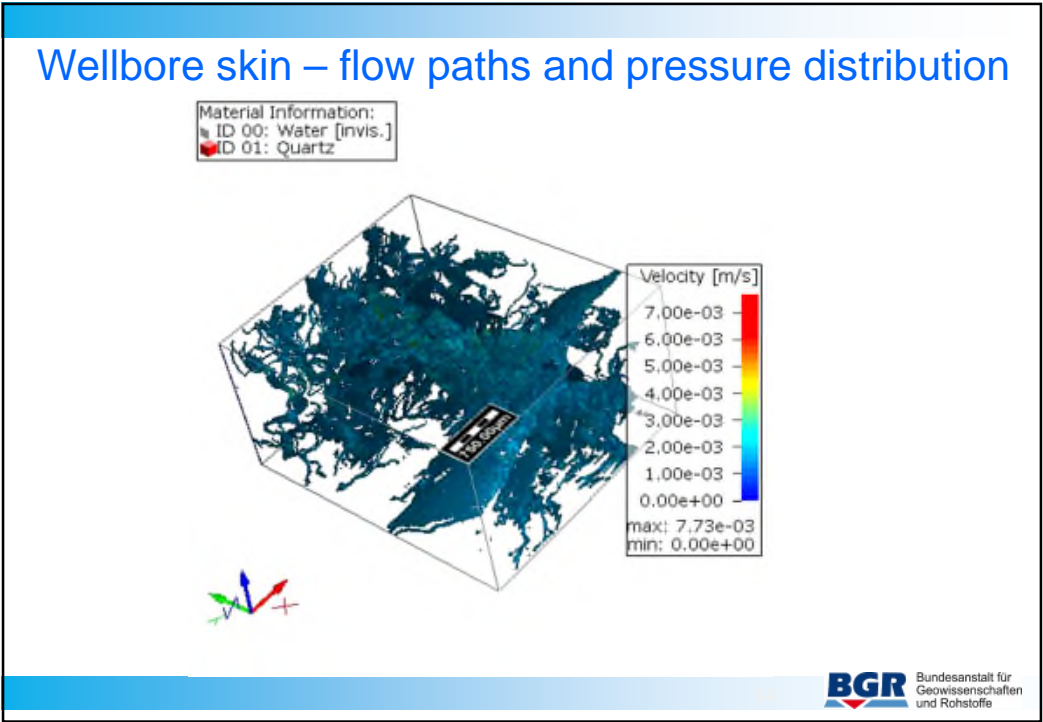 Wellbore skin – flow paths and pressure distribution
Material Information:
ID 00: Water [invis.]
ID 01: Quartz
Velocity [m/s]
7.00e-03
6.00e-03
5.00e-03
4.00e-03
3.00e-03
2.00e-03
1.00e-03
0.00e+00
max: 7.73e-03
min: 0.00e+00
750.00µm
BGR
Bundesanstalt für
Geowissenschaften
und Rohstoffe